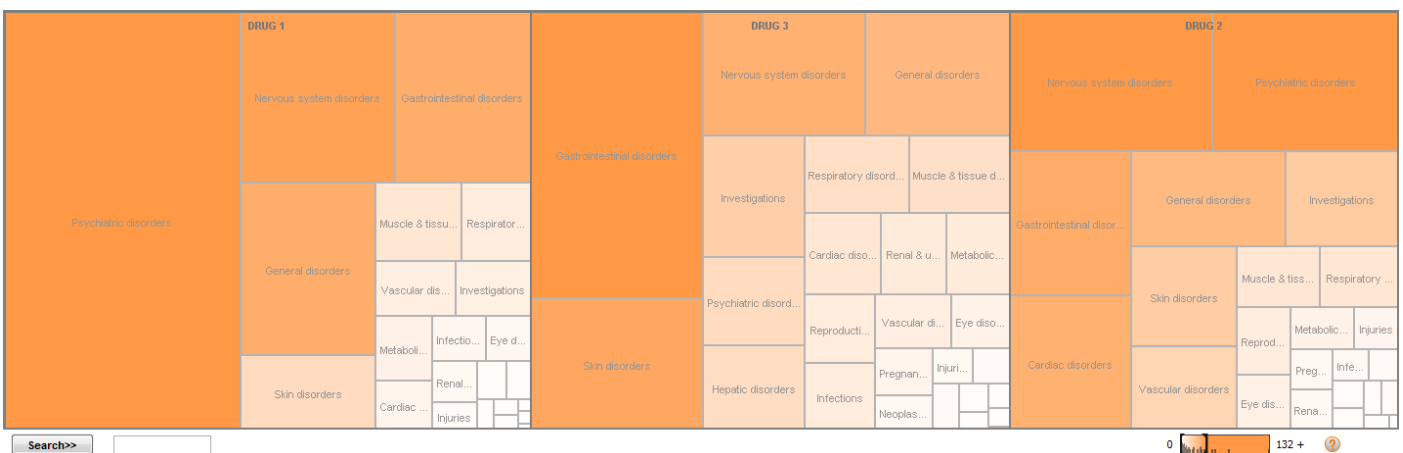 DRUG 1
Psychiatric disorders
Nervous system disorders
Gastrointestinal disorders
General disorders
Skin disorders
Muscle & tissu...
Respirator...
Vascular dis...
Investigations
Metaboli...
Infectio...
Eye d...
Cardiac ...
Renal...
Injuries
DRUG 3
Gastrointestinal disorders
Skin disorders
Nervous system disorders
General disorders
Investigations
Respiratory disord...
Muscle & tissue d...
Psychiatric disord...
Hepatic disorders
Cardiac diso...
Renal & u...
Metabolic...
Reproducti...
Infections
Vascular di...
Eye diso...
Pregnan...
Injuri...
Neoplas...
DRUG 2
Nervous system disorders
Psychiatric disorders
Gastrointestinal disor...
Cardiac disorders
General disorders
Investigations
Skin disorders
Vascular disorders
Muscle & tiss...
Respiratory ...
Reprod...
Eye dis...
Metabolic...
Injuries
Preg...
Infe...
Rena...
Search>>
0
132 +
?